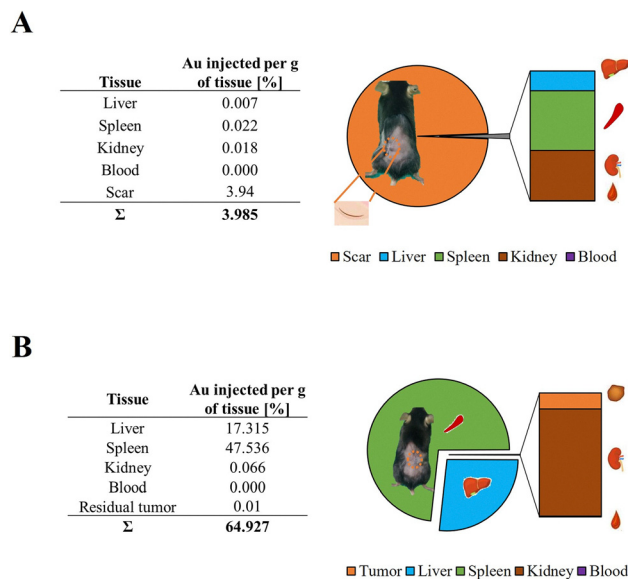 A
Tissue Au injected per g of tissue [%]
Liver 0.007
Spleen 0.022
Kidney 0.018
Blood 0.000
Scar 3.94
Σ 3.985
Scar Liver Spleen Kidney Blood
B
Tissue Au injected per g of tissue [%]
Liver 17.315
Spleen 47.536
Kidney 0.066
Blood 0.000
Residual tumor 0.01
Σ 64.927
Tumor Liver Spleen Kidney Blood